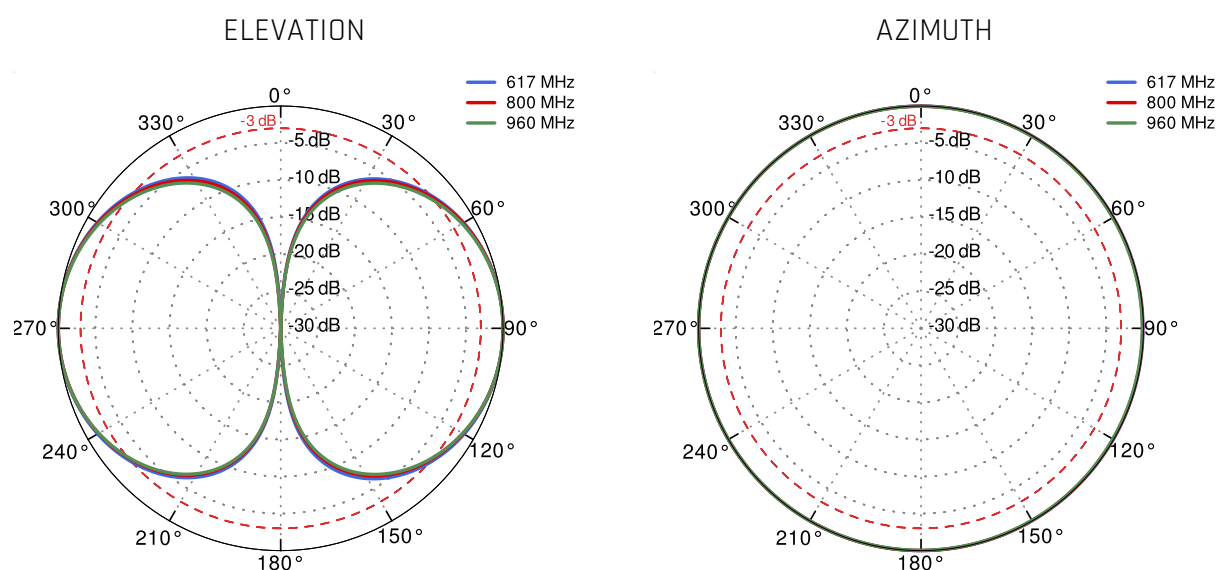 ELEVATION
617 MHz
800 MHz
960 MHz
0°
-3 dB
330°
30°
-5 dB
-10 dB
300°
60°
-15 dB
-20 dB
-25 dB
270°
-30 dB
90°
240°
120°
210°
150°
180°
AZIMUTH
617 MHz
800 MHz
960 MHz
0°
-3 dB
330°
30°
-5 dB
-10 dB
300°
60°
-15 dB
-20 dB
-25 dB
270°
-30 dB
90°
240°
120°
210°
150°
180°